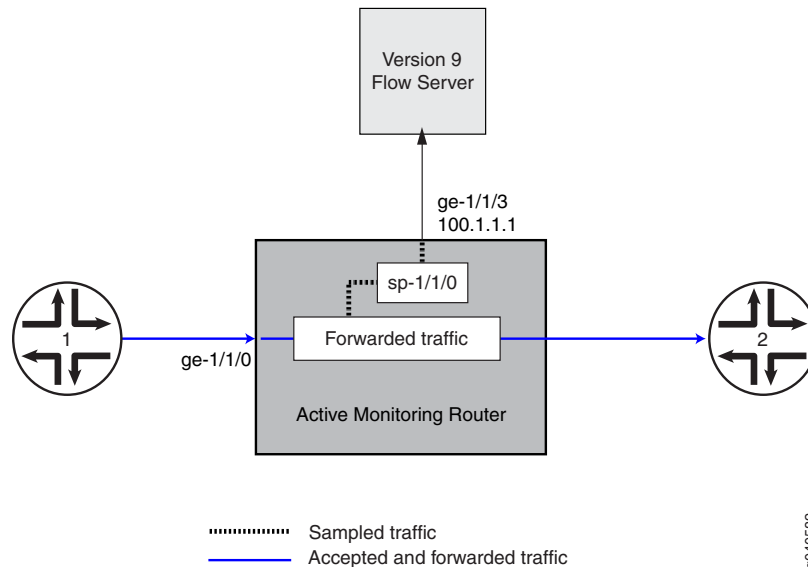 Version 9
Flow Server
ge-1/1/3
100.1.1.1
sp-1/1/0
1
ge-1/1/0
Forwarded traffic
2
Active Monitoring Router
Sampled traffic
Accepted and forwarded traffic